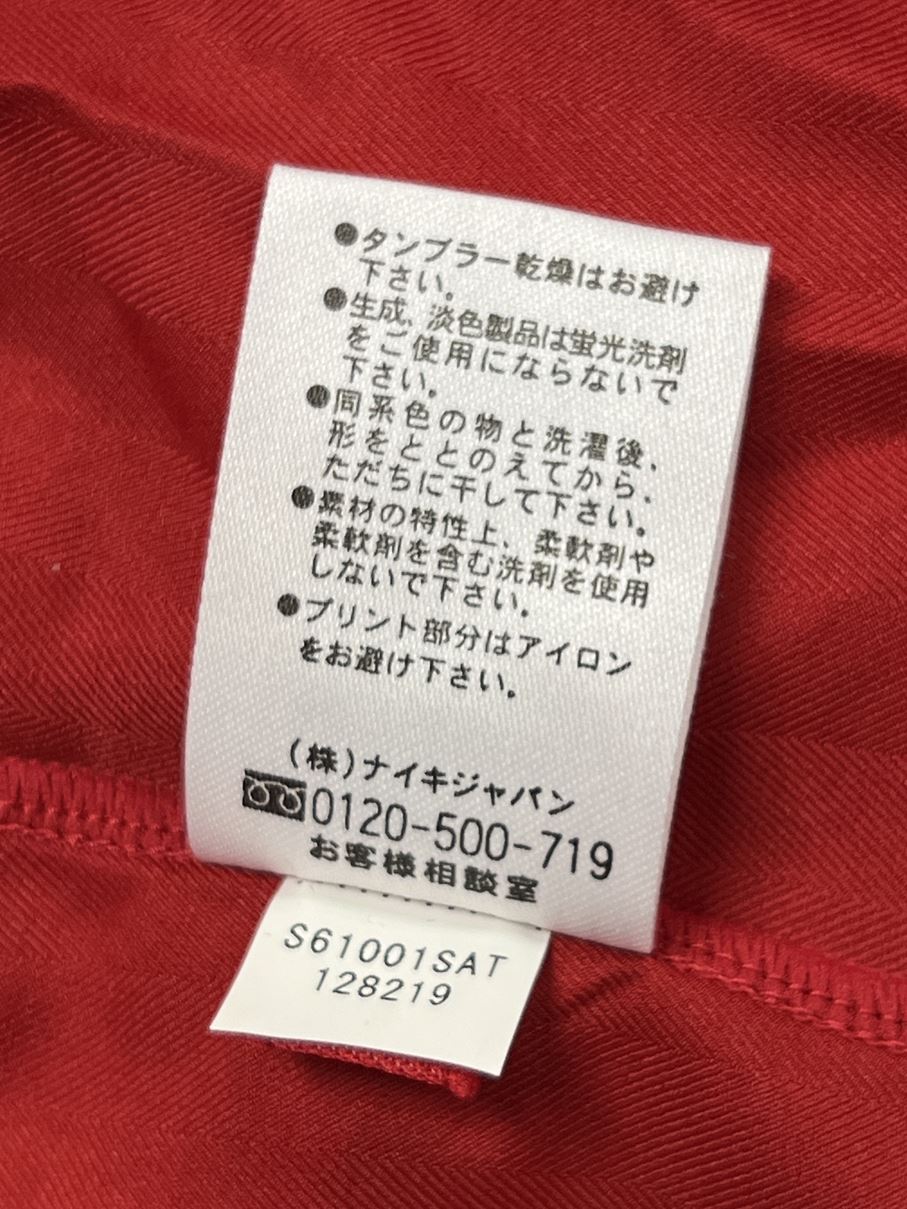 ●タンブラー乾燥はお避け
下さい。
●生成、淡色製品は蛍光洗剤
をご使用にならないで
下さい。
●同系色の物と洗濯後、
形をととのえてから、
ただちに干して下さい。
●素材の特性上、柔軟剤や
柔軟剤を含む洗剤を使用
しないで下さい。
●プリント部分はアイロン
をお避け下さい。
(株)ナイキジャパン
0120-500-719
お客様相談室
S61001SAT
128219